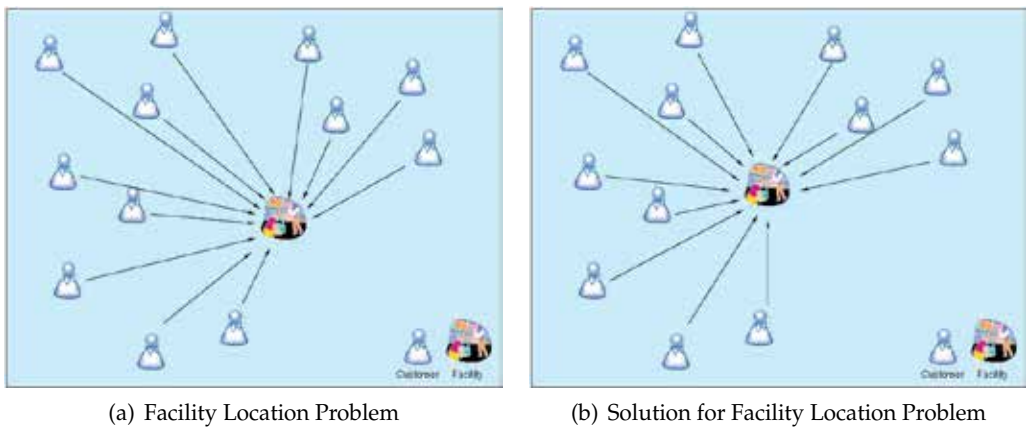 Customer Facility
Customer Facility
(a) Facility Location Problem
(b) Solution for Facility Location Problem